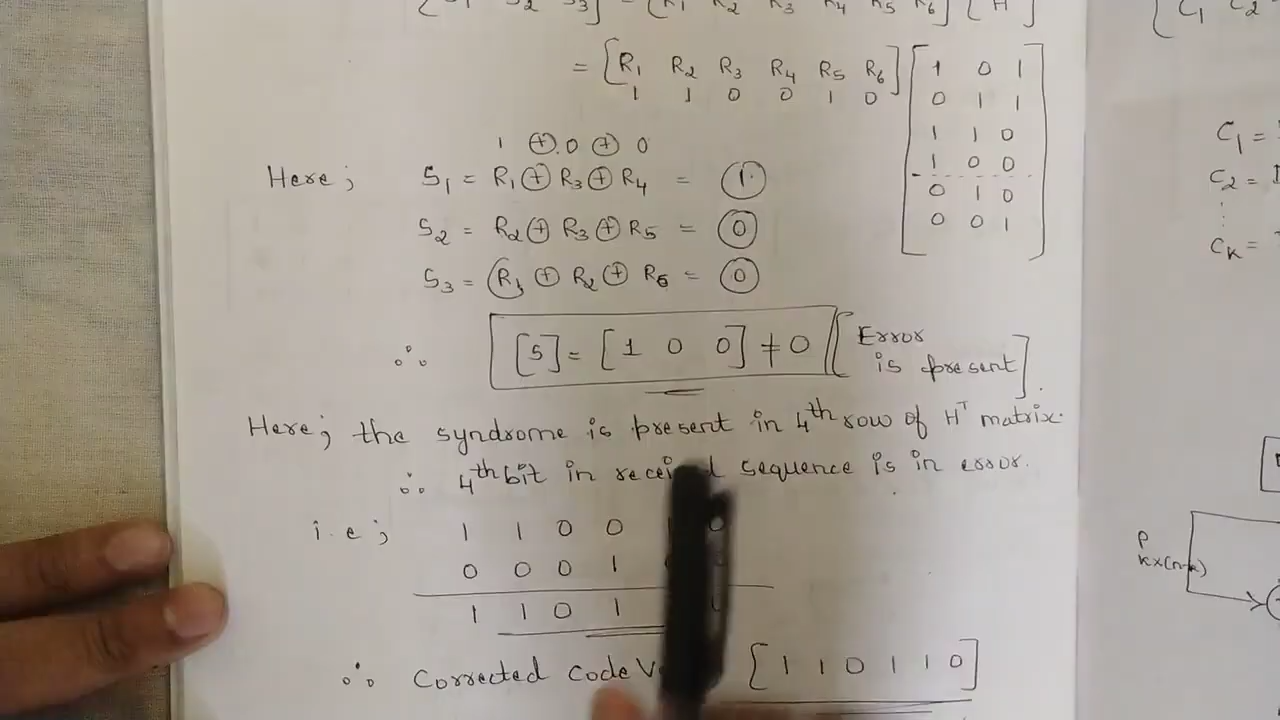 = [R1 R2 R3 R4 R5 R6] [1 0 1
1 1 0 0 1 0 0 1 1
1 1 0
1 0 0
0 1 0
0 0 1]
1 ⊕ 0 ⊕ 0
Here; S1 = R1 ⊕ R3 ⊕ R4 = 1
S2 = R2 ⊕ R3 ⊕ R5 = 0
S3 = R1 ⊕ R2 ⊕ R6 = 0
∴ [S] = [1 0 0] ≠ 0 [Error
is present].
Here; the syndrome is present in 4th row of HT matrix.
∴ 4th bit in sequence is in error.
i.e; 1 1 0 0 0
0 0 0 1
1 1 0 1
∴ Corrected Code [1 1 0 1 1 0]
C1 C2
C1 =
C2 =
CK =
P
K×(n-k)